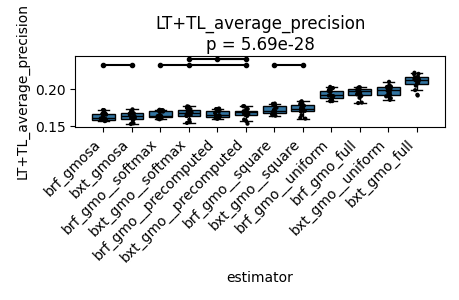 LT+TL_average_precision
p = 5.69e-28
LT+TL_average_precision
0.20
0.15
brf_gmosa
bxt_gmosa
brf_gmo__softmax
bxt_gmo__softmax
brf_gmo__precomputed
bxt_gmo__precomputed
brf_gmo__square
bxt_gmo__square
brf_gmo__uniform
brf_gmo_full
bxt_gmo__uniform
bxt_gmo_full
estimator